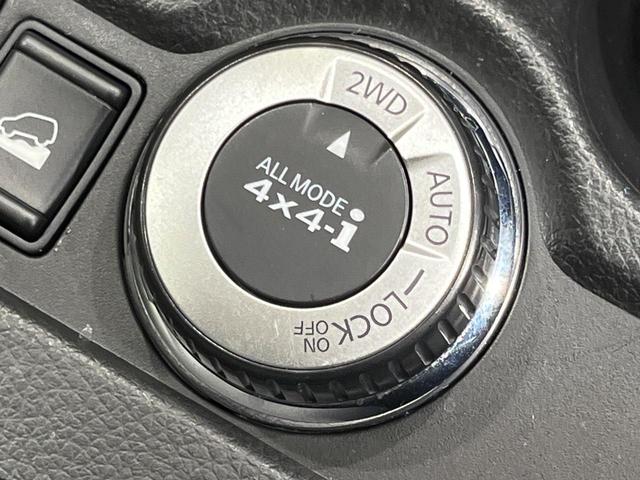 2WD
AUTO
LOCK
ON
OFF
ALL MODE
4x4-i